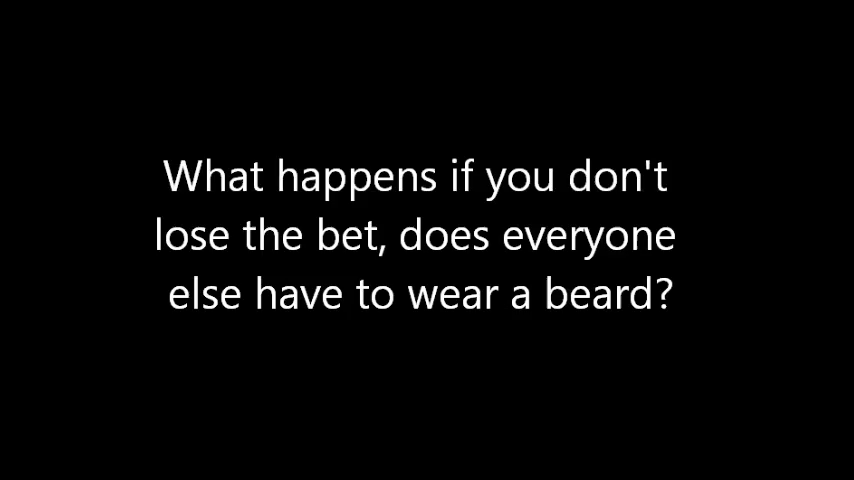 What happens if you don't
lose the bet, does everyone
else have to wear a beard?